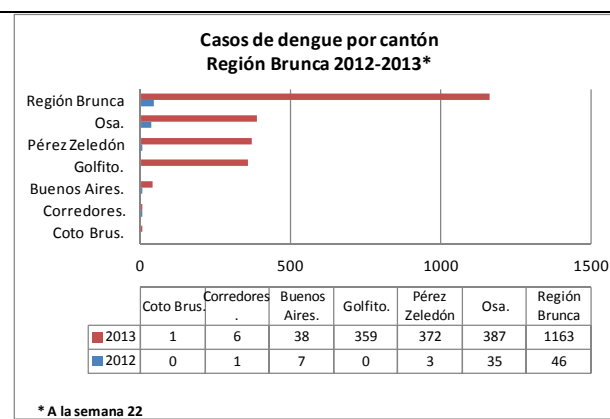 Casos de dengue por cantón
Región Brunca 2012-2013*
Región Brunca
Osa.
Pérez Zeledón
Golfito.
Buenos Aires.
Corredores.
Coto Brus.
0 500 1000 1500
Coto Brus. Corredores. Buenos Aires. Golfito. Pérez Zeledón Osa. Región Brunca
2013 1 6 38 359 372 387 1163
2012 0 1 7 0 3 35 46
* A la semana 22